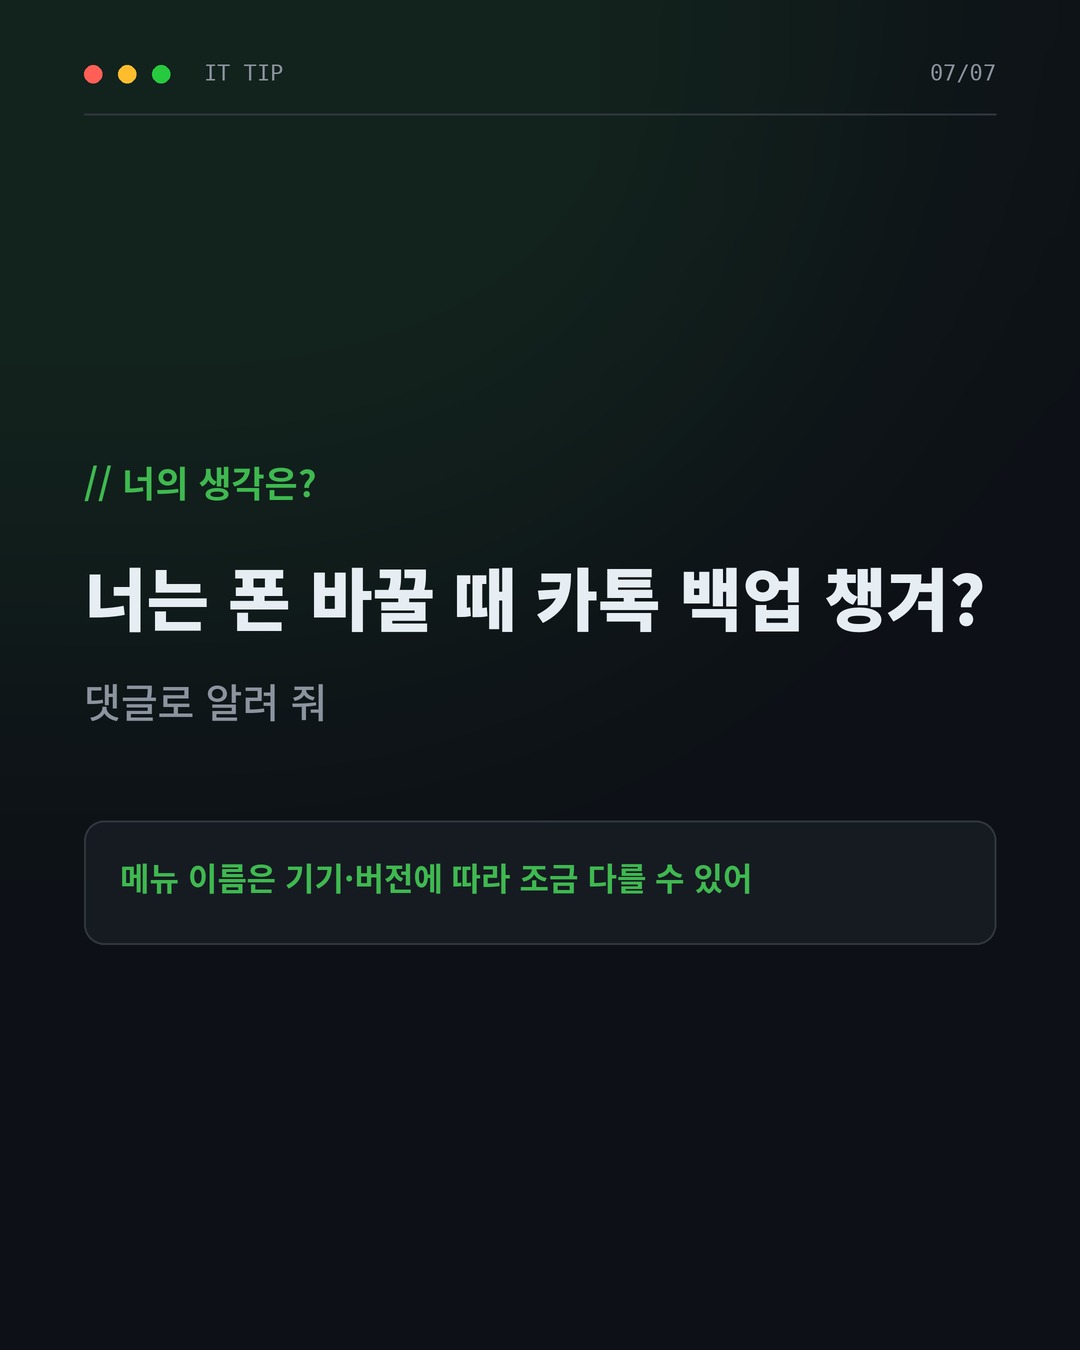 IT TIP
07/07
// 너의 생각은?
너는 폰 바꿀 때 카톡 백업 챙겨?
댓글로 알려 줘
메뉴 이름은 기기·버전에 따라 조금 다를 수 있어